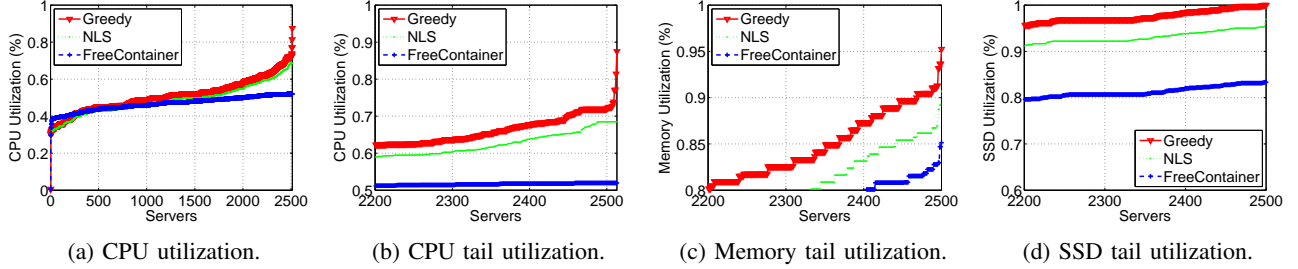 CPU Utilization (%)
1
0.8
0.6
0.4
0.2
0
0 500 1000 1500 2000 2500
Servers
Greedy
NLS
FreeContainer
(a) CPU utilization.
CPU Utilization (%)
1
0.9
0.8
0.7
0.6
0.5
2200 2300 2400 2500
Servers
Greedy
NLS
FreeContainer
(b) CPU tail utilization.
Memory Utilization (%)
1
0.95
0.9
0.85
0.8
2200 2300 2400 2500
Servers
Greedy
NLS
FreeContainer
(c) Memory tail utilization.
SSD Utilization (%)
1
0.9
0.8
0.7
0.6
2200 2300 2400 2500
Servers
Greedy
NLS
FreeContainer
(d) SSD tail utilization.